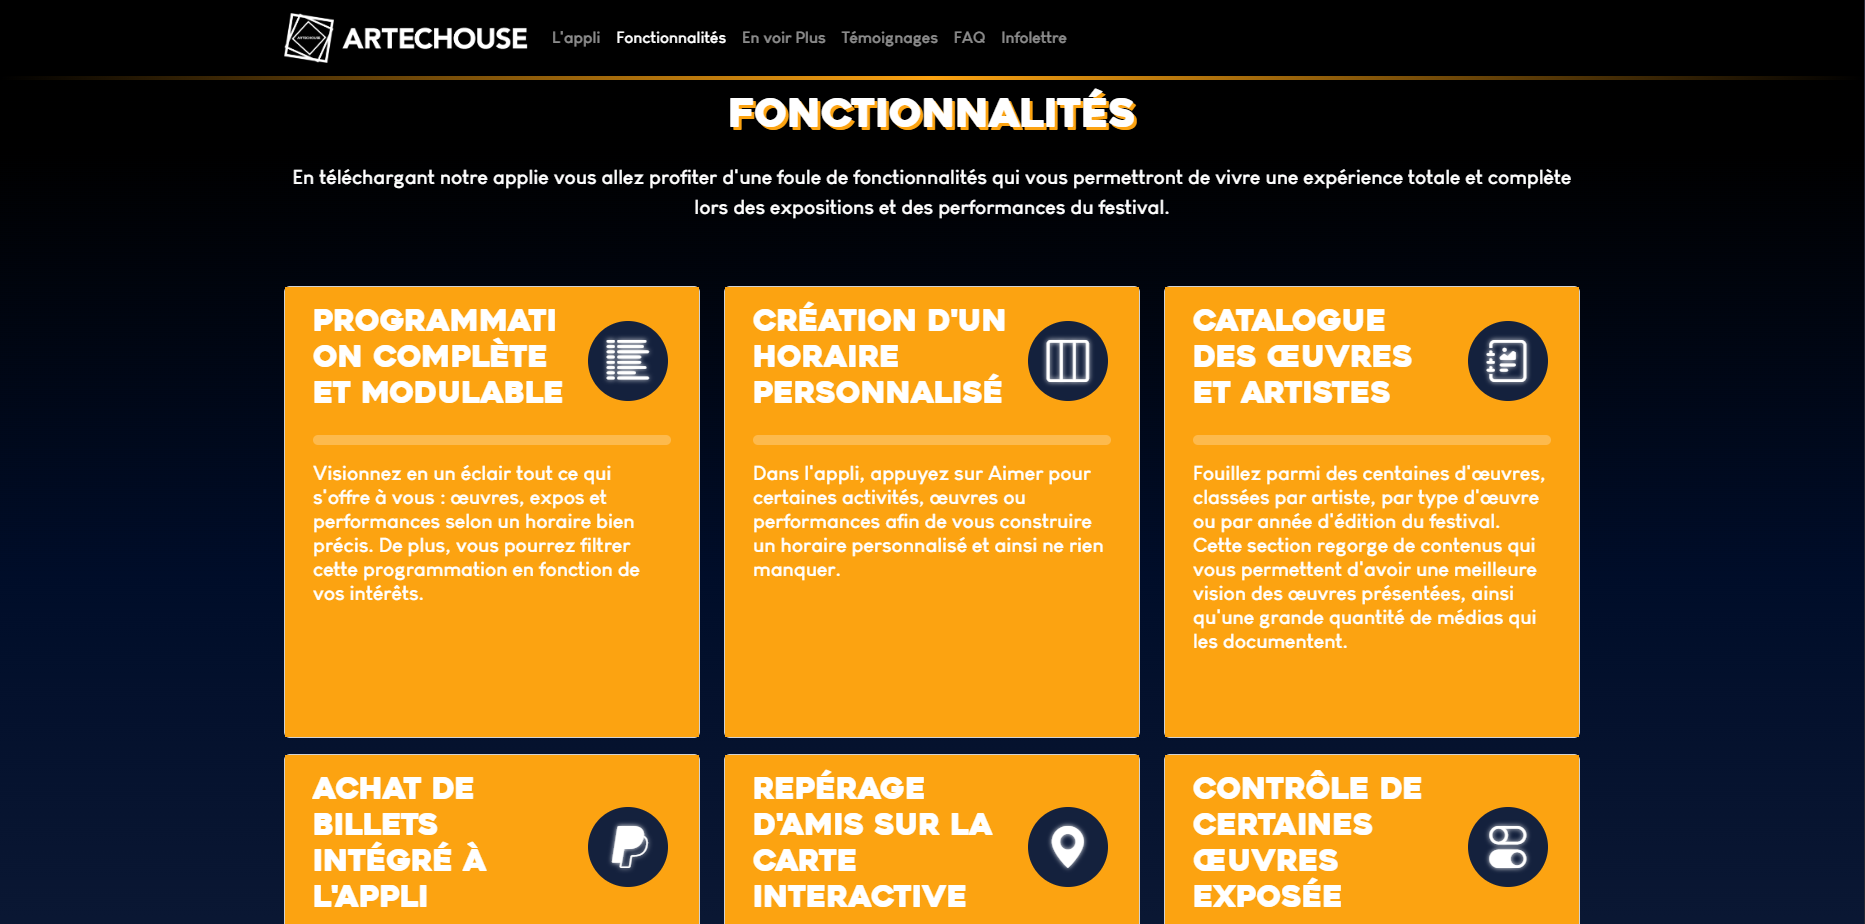 ARTECHOUSE
ARTECHOUSE L'appli Fonctionnalités En voir Plus Témoignages FAQ Infolettre
FONCTIONNALITÉS
En téléchargant notre applie vous allez profiter d'une foule de fonctionnalités qui vous permettront de vivre une expérience totale et complète
lors des expositions et des performances du festival.
PROGRAMMATI
ON COMPLÈTE
ET MODULABLE
Visionnez en un éclair tout ce qui
s'offre à vous : œuvres, expos et
performances selon un horaire bien
précis. De plus, vous pourrez filtrer
cette programmation en fonction de
vos intérêts.
CRÉATION D'UN
HORAIRE
PERSONNALISÉ
Dans l'appli, appuyez sur Aimer pour
certaines activités, œuvres ou
performances afin de vous construire
un horaire personnalisé et ainsi ne rien
manquer.
CATALOGUE
DES ŒUVRES
ET ARTISTES
Fouillez parmi des centaines d'œuvres,
classées par artiste, par type d'œuvre
ou par année d'édition du festival.
Cette section regorge de contenus qui
vous permettent d'avoir une meilleure
vision des œuvres présentées, ainsi
qu'une grande quantité de médias qui
les documentent.
ACHAT DE
BILLETS
INTÉGRÉ À
L'APPLI
REPÉRAGE
D'AMIS SUR LA
CARTE
INTERACTIVE
CONTRÔLE DE
CERTAINES
ŒUVRES
EXPOSÉE